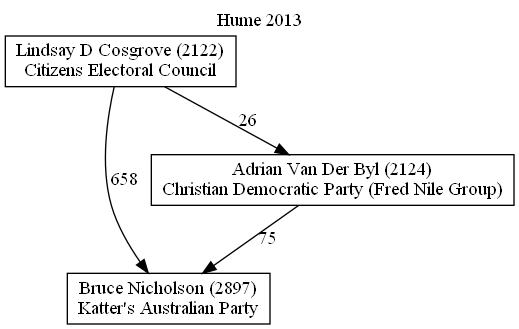 Hume 2013
Lindsay D Cosgrove (2122)
Citizens Electoral Council
26
Adrian Van Der Byl (2124)
Christian Democratic Party (Fred Nile Group)
658
75
Bruce Nicholson (2897)
Katter's Australian Party